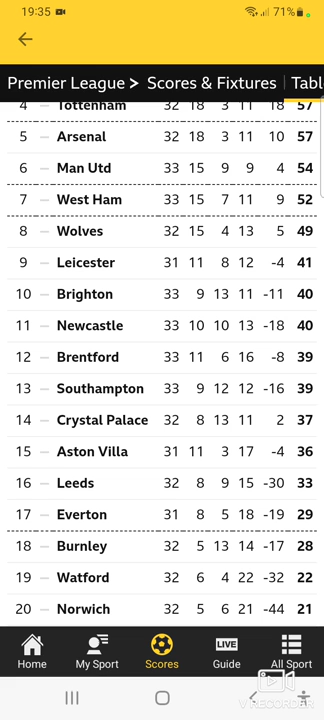 19:35 71%
Premier League > Scores & Fixtures Tabl
4 Tottenham 32 18 3 11 18 57
5 Arsenal 32 18 3 11 10 57
6 Man Utd 33 15 9 9 4 54
7 West Ham 33 15 7 11 9 52
8 Wolves 32 15 4 13 5 49
9 Leicester 31 11 8 12 -4 41
10 Brighton 33 9 13 11 -11 40
11 Newcastle 33 10 10 13 -18 40
12 Brentford 33 11 6 16 -8 39
13 Southampton 33 9 12 12 -16 39
14 Crystal Palace 32 8 13 11 2 37
15 Aston Villa 31 11 3 17 -4 36
16 Leeds 32 8 9 15 -30 33
17 Everton 31 8 5 18 -19 29
18 Burnley 32 5 13 14 -17 28
19 Watford 32 6 4 22 -32 22
20 Norwich 32 5 6 21 -44 21
LIVE
Home My Sport Scores Guide All Sport
V RECORDER